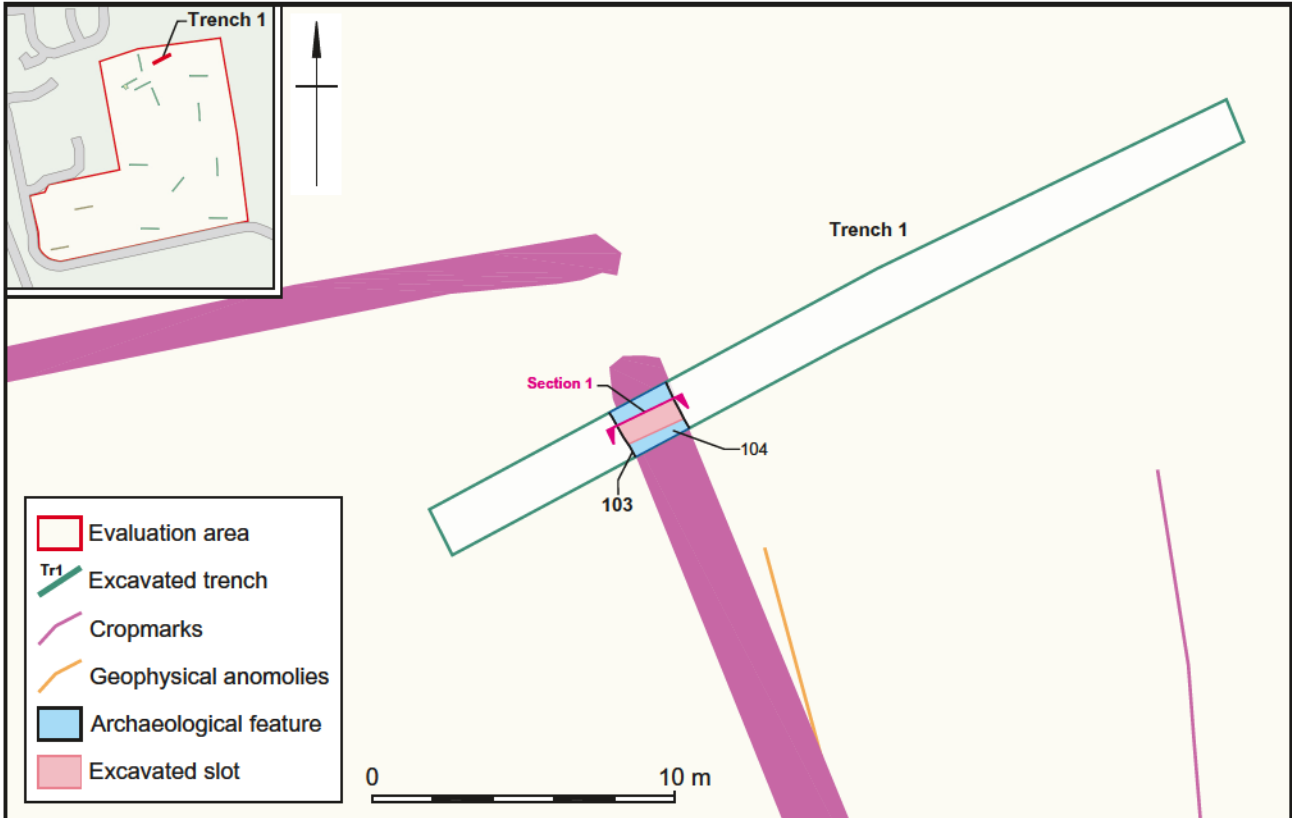 Trench 1
Trench 1
Section 1
104
103
Evaluation area
Tr1
Excavated trench
Cropmarks
Geophysical anomolies
Archaeological feature
Excavated slot
0 10 m